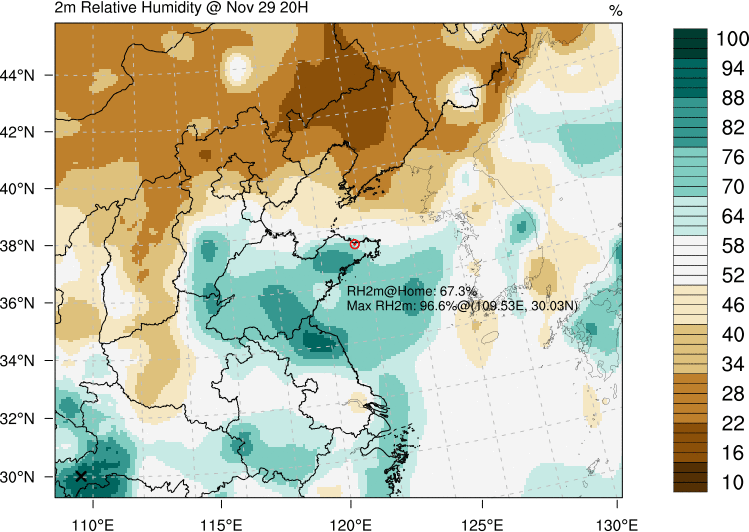 2m Relative Humidity @ Nov 29 20H
%
44°N
42°N
40°N
38°N
36°N
34°N
32°N
30°N
RH2m@Home: 67.3%
Max RH2m: 96.6%@(109.53E, 30.03N)
110°E
115°E
120°E
125°E
130°E
100
94
88
82
76
70
64
58
52
46
40
34
28
22
16
10